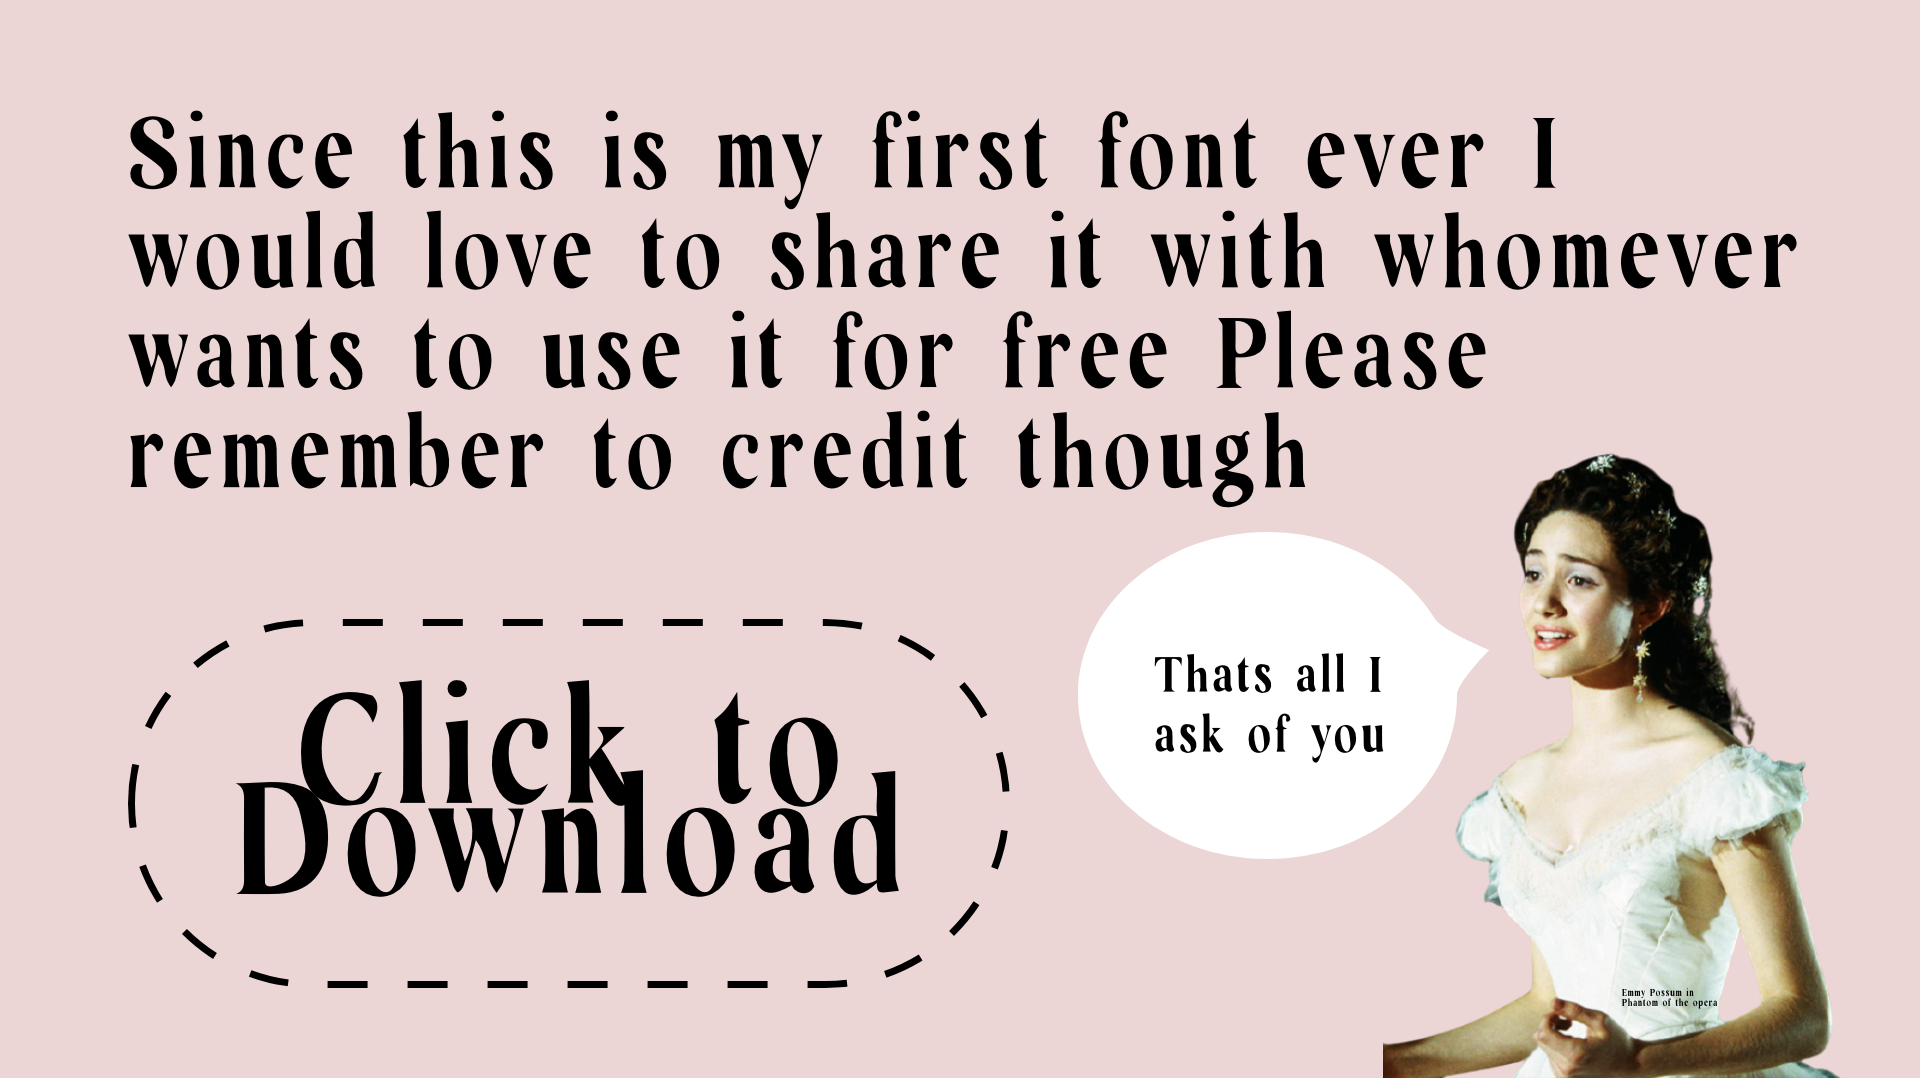 Since this is my first font ever I
would love to share it with whomever
wants to use it for free Please
remember to credit though
Click to
Download
Thats all I
ask of you
Emmy Possum in
Phantom of the opera